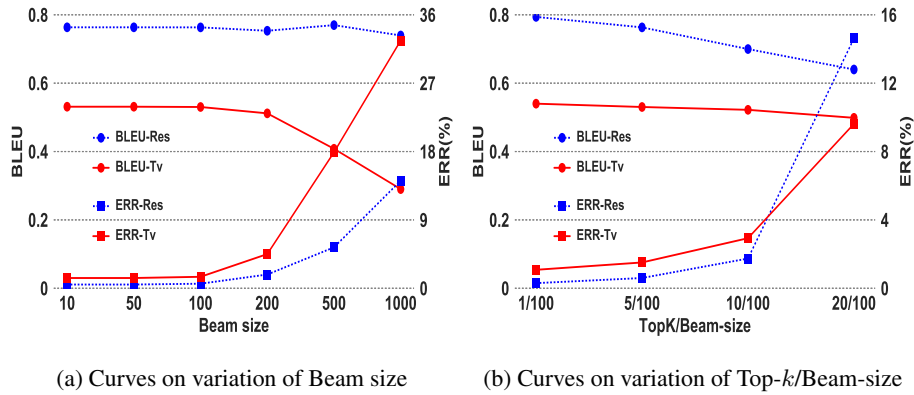 0.8
0.6
0.4
0.2
0
BLEU
36
27
18
9
0
ERR(%)
BLEU-Res
BLEU-Tv
ERR-Res
ERR-Tv
10 50 100 200 500 1000
Beam size
(a) Curves on variation of Beam size
0.8
0.6
0.4
0.2
0
BLEU
16
12
8
4
0
ERR(%)
BLEU-Res
BLEU-Tv
ERR-Res
ERR-Tv
1/100 5/100 10/100 20/100
TopK/Beam-size
(b) Curves on variation of Top-k/Beam-size